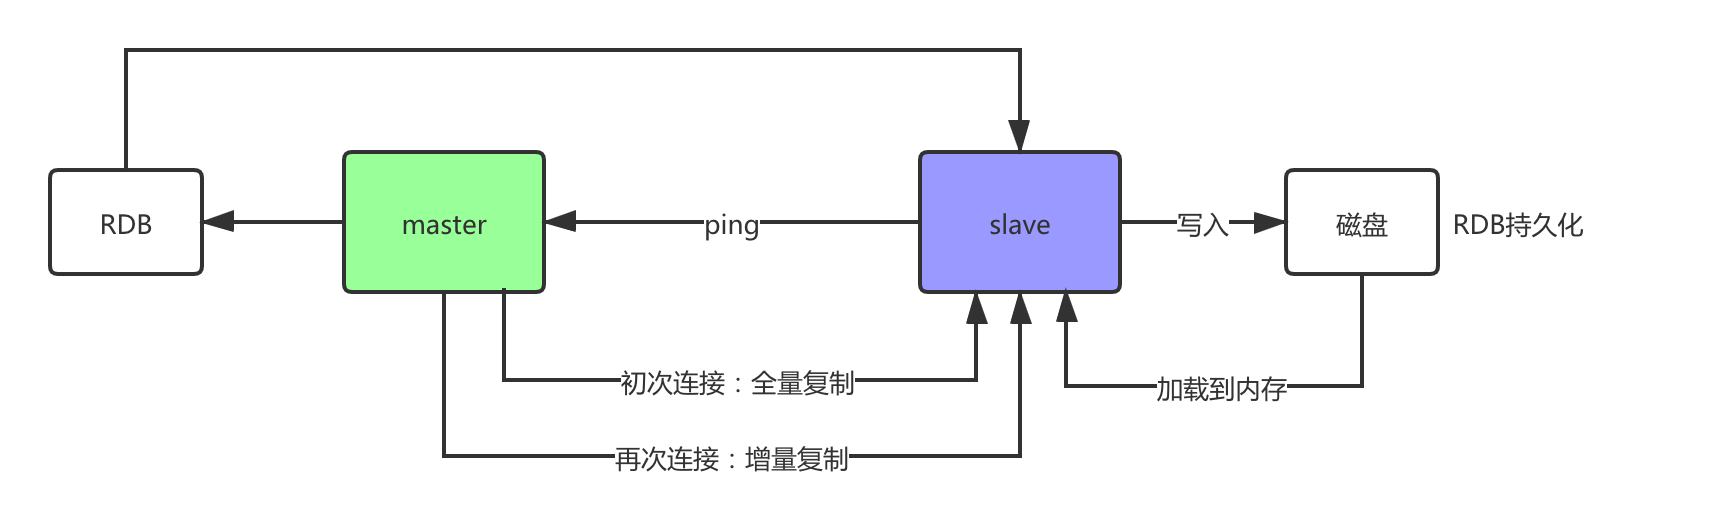 RDB
master
ping
slave
写入
磁盘
RDB持久化
初次连接：全量复制
加载到内存
再次连接：增量复制